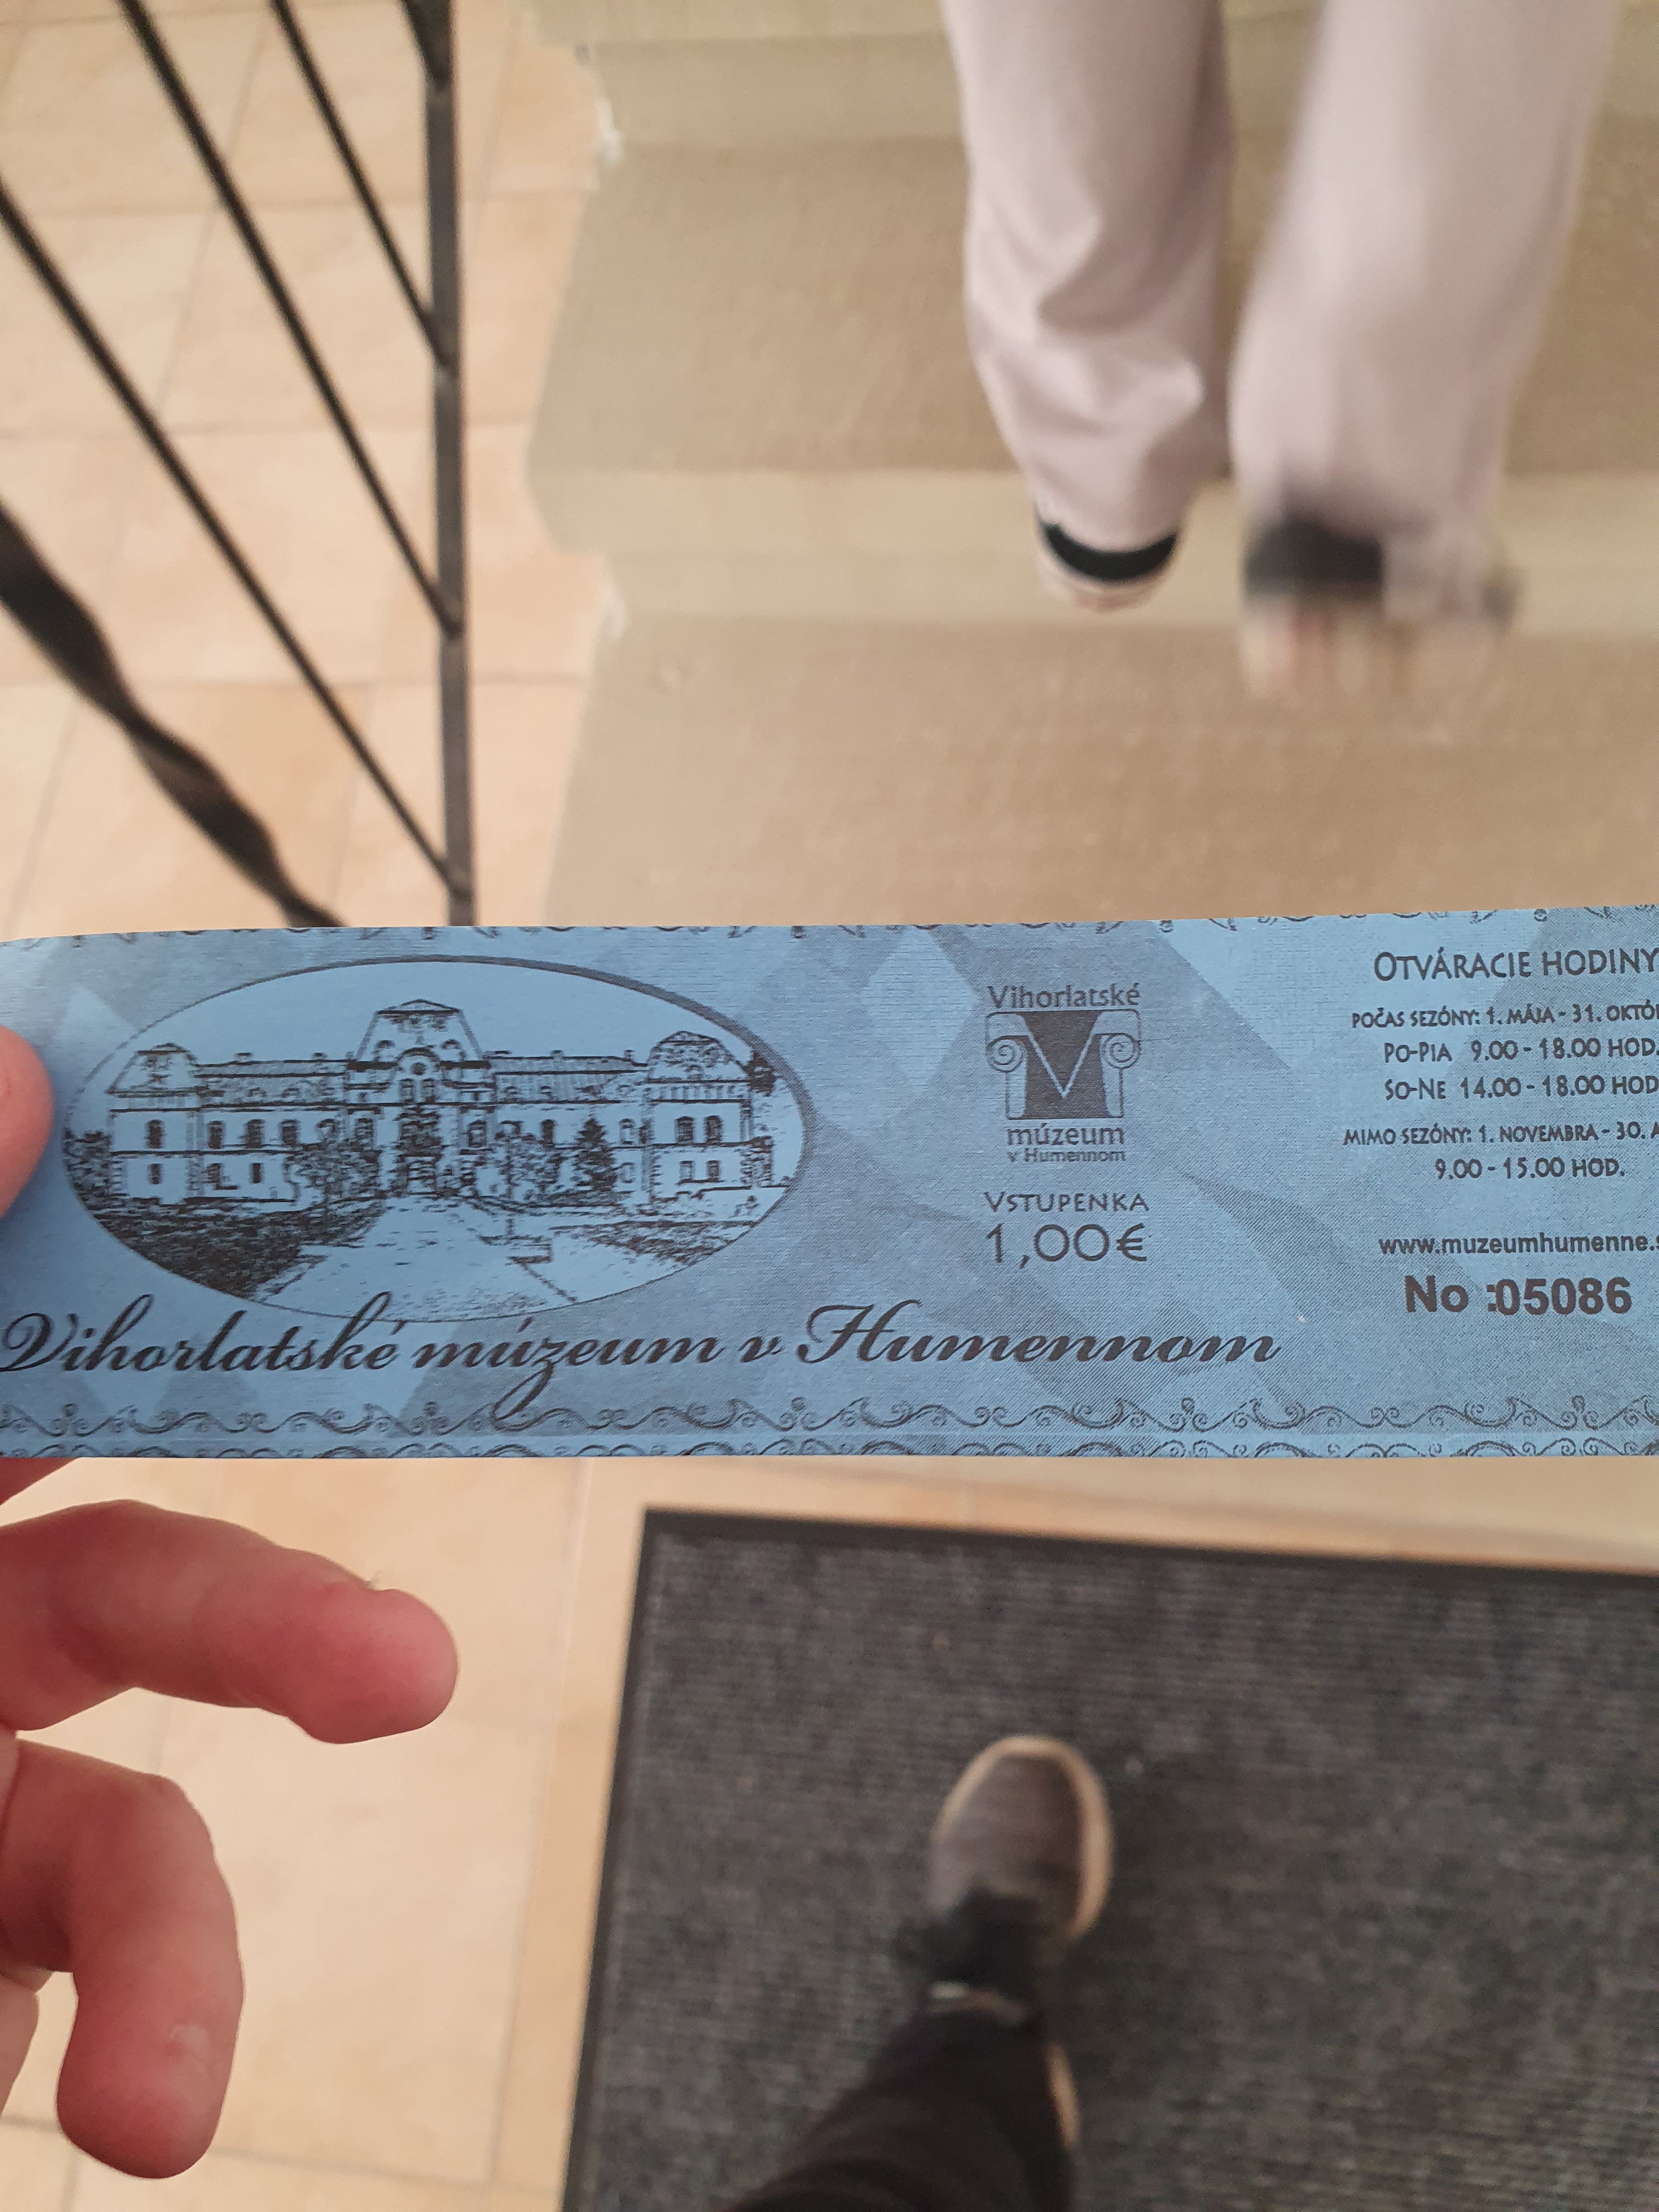 Vihorlatské
múzeum
v Humennom
VSTUPENKA
1,00€
Vihorlatské múzeum v Humennom
OTVÁRACIE HODINY
POČAS SEZÓNY: 1. MÁJA - 31. OKTÓ
PO-PIA 9.00 - 18.00 HOD.
SO-NE 14.00 - 18.00 HOD
MIMO SEZÓNY: 1. NOVEMBRA - 30. A
9.00 - 15.00 HOD.
www.muzeumhumenne.s
No :05086